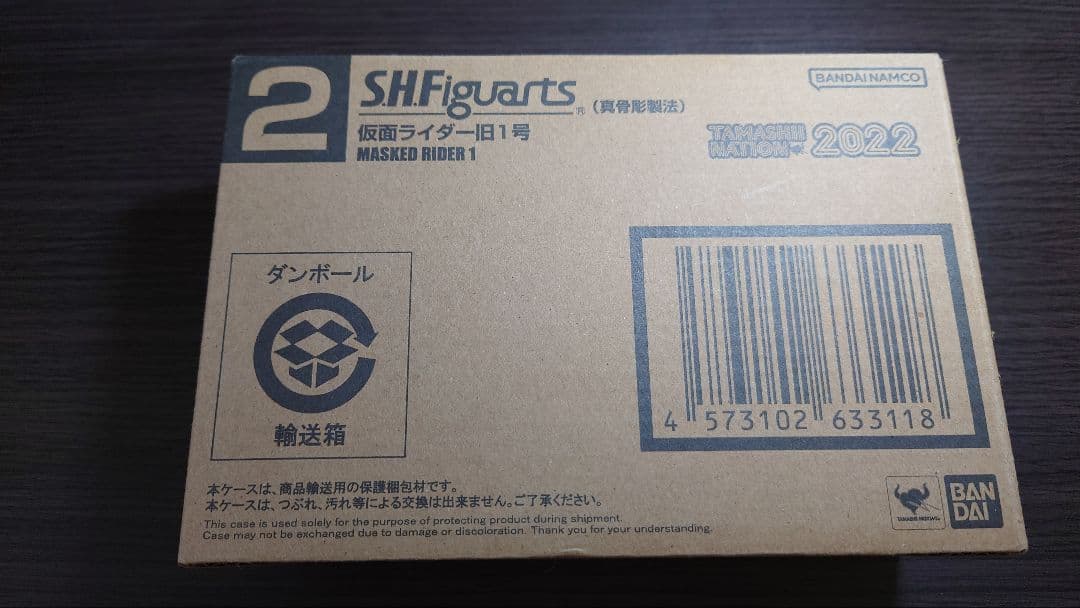 2
S.H.Figuarts (真骨彫製法)
仮面ライダー旧1号
MASKED RIDER 1
BANDAI NAMCO
TAMASHII
NATION 2022
ダンボール
輸送箱
4 573102 633118
本ケースは、商品輸送用の保護梱包材です。
本ケースは、つぶれ、汚れ等による交換は出来ません。ご了承ください。
This case is used solely for the purpose of protecting product during shipment.
Case may not be exchanged due to damage or discoloration. Thank you for your understanding.
TAMASHII NATIONS
BAN
DAI